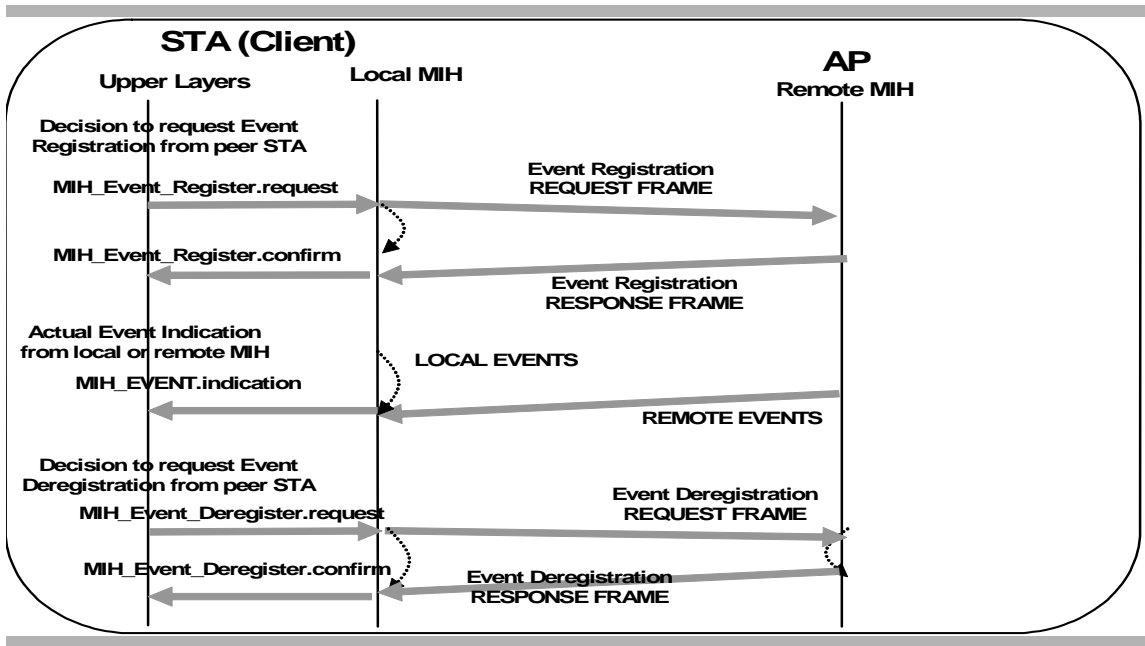 STA (Client)
AP
Upper Layers
Local MIH
Remote MIH
Decision to request Event
Registration from peer STA
Event Registration
REQUEST FRAME
MIH_Event_Register.request
MIH_Event_Register.confirm
Event Registration
RESPONSE FRAME
Actual Event Indication
from local or remote MIH
LOCAL EVENTS
MIH_EVENT.indication
REMOTE EVENTS
Decision to request Event
Deregistration from peer STA
Event Deregistration
REQUEST FRAME
MIH_Event_Deregister.request
MIH_Event_Deregister.confirm
Event Deregistration
RESPONSE FRAME